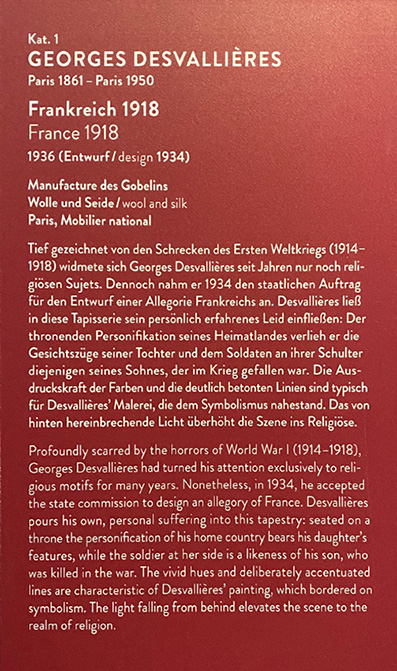 Kat. 1
GEORGES DESVALLIÈRES
Paris 1861 – Paris 1950
Frankreich 1918
France 1918
1936 (Entwurf / design 1934)
Manufacture des Gobelins
Wolle und Seide / wool and silk
Paris, Mobilier national
Tief gezeichnet von den Schrecken des Ersten Weltkriegs (1914–
1918) widmete sich Georges Desvallières seit Jahren nur noch reli-
giösen Sujets. Dennoch nahm er 1934 den staatlichen Auftrag
für den Entwurf einer Allegorie Frankreichs an. Desvallières ließ
in diese Tapisserie sein persönlich erfahrenes Leid einfließen: Der
thronenden Personifikation seines Heimatlandes verlieh er die
Gesichtszüge seiner Tochter und dem Soldaten an ihrer Schulter
diejenigen seines Sohnes, der im Krieg gefallen war. Die Aus-
druckskraft der Farben und die deutlich betonten Linien sind typisch
für Desvallières’ Malerei, die dem Symbolismus nahestand. Das von
hinten hereinbrechende Licht überhöht die Szene ins Religiöse.
Profoundly scarred by the horrors of World War I (1914–1918),
Georges Desvallières had turned his attention exclusively to reli-
gious motifs for many years. Nonetheless, in 1934, he accepted
the state commission to design an allegory of France. Desvallières
pours his own, personal suffering into this tapestry: seated on a
throne the personification of his home country bears his daughter’s
features, while the soldier at her side is a likeness of his son, who
was killed in the war. The vivid hues and deliberately accentuated
lines are characteristic of Desvallières’ painting, which bordered on
symbolism. The light falling from behind elevates the scene to the
realm of religion.